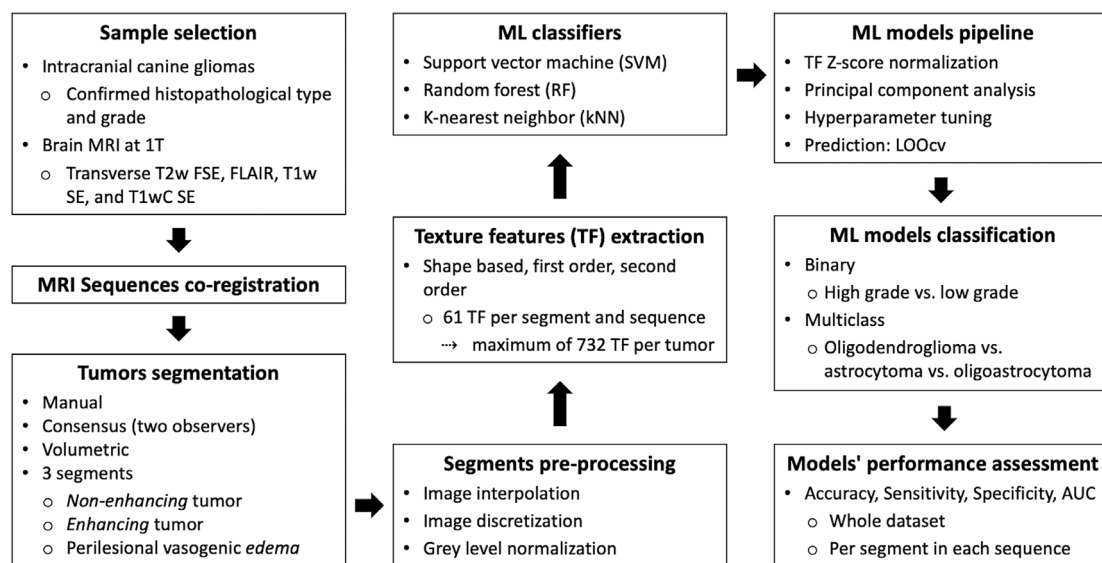 Sample selection
• Intracranial canine gliomas
o Confirmed histopathological type
and grade
• Brain MRI at 1T
o Transverse T2w FSE, FLAIR, T1w
SE, and T1wC SE
MRI Sequences co-registration
Tumors segmentation
• Manual
• Consensus (two observers)
• Volumetric
• 3 segments
o Non-enhancing tumor
o Enhancing tumor
o Perilesional vasogenic edema
Segments pre-processing
• Image interpolation
• Image discretization
• Grey level normalization
Texture features (TF) extraction
• Shape based, first order, second
order
o 61 TF per segment and sequence
⇢ maximum of 732 TF per tumor
ML classifiers
• Support vector machine (SVM)
• Random forest (RF)
• K-nearest neighbor (kNN)
ML models pipeline
• TF Z-score normalization
• Principal component analysis
• Hyperparameter tuning
• Prediction: LOOcv
ML models classification
• Binary
o High grade vs. low grade
• Multiclass
o Oligodendroglioma vs.
astrocytoma vs. oligoastrocytoma
Models' performance assessment
• Accuracy, Sensitivity, Specificity, AUC
o Whole dataset
o Per segment in each sequence